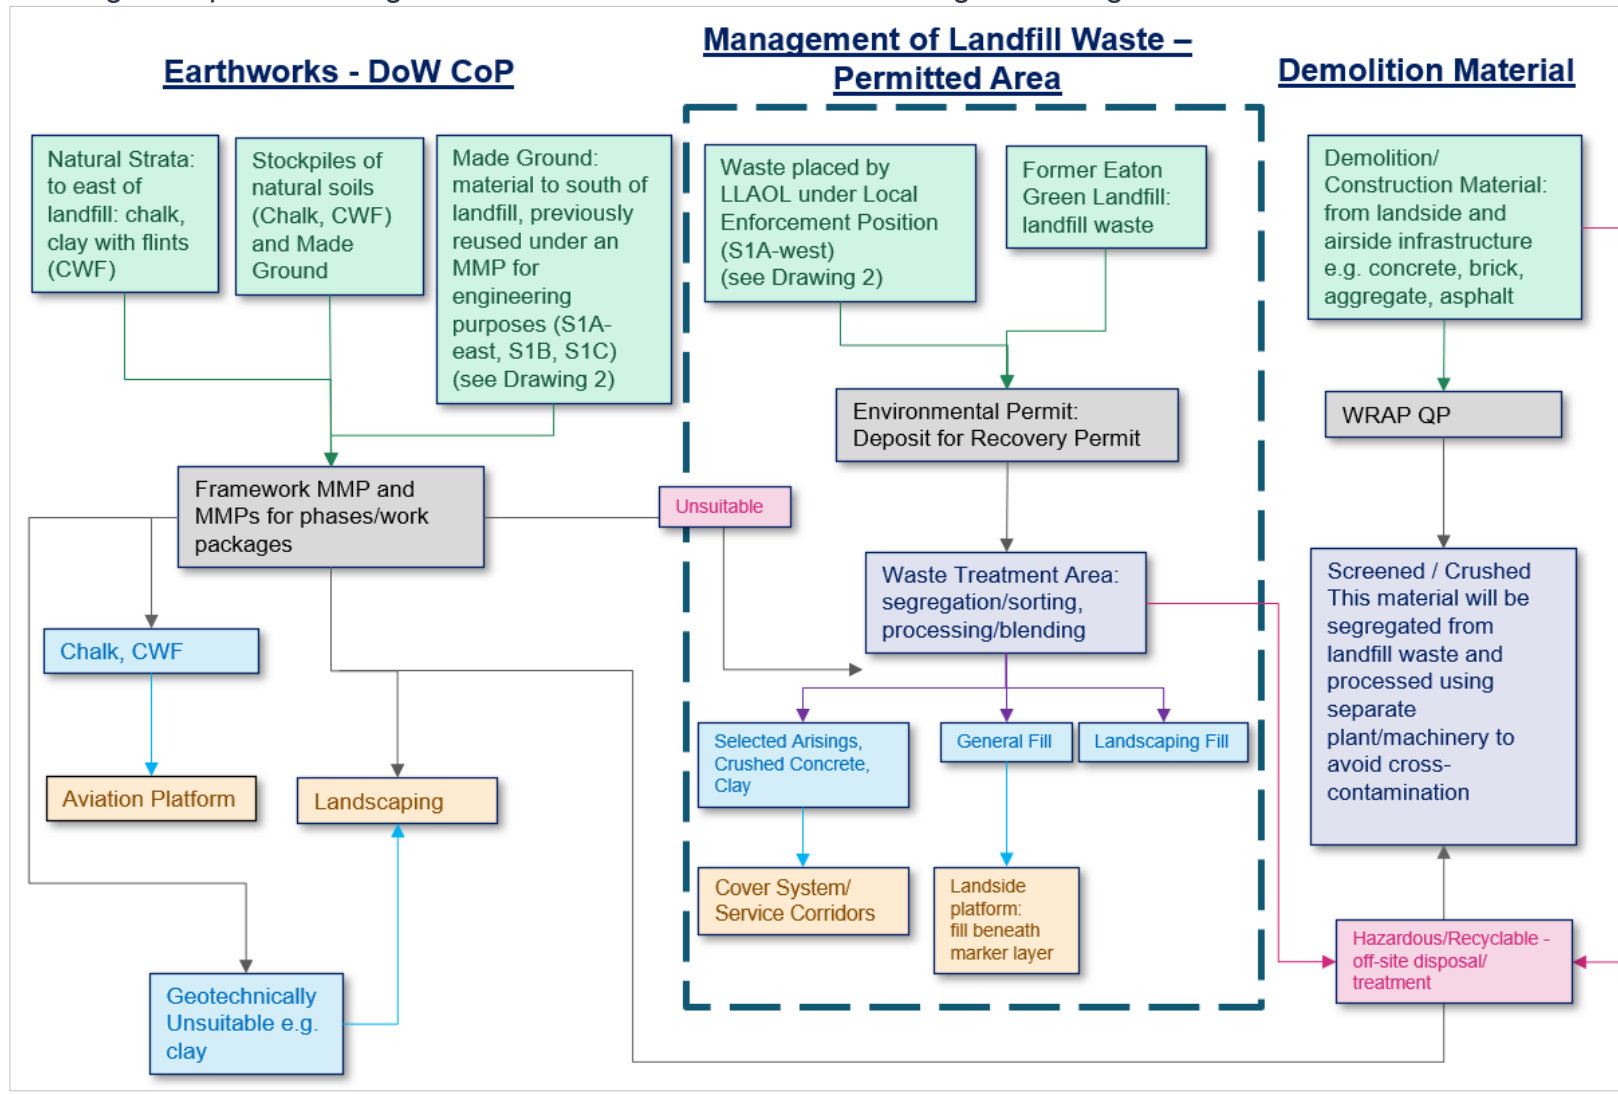 Earthworks - DoW CoP
Management of Landfill Waste –
Permitted Area
Demolition Material
Natural Strata:
to east of
landfill: chalk,
clay with flints
(CWF)
Stockpiles of
natural soils
(Chalk, CWF)
and Made
Ground
Made Ground:
material to south of
landfill, previously
reused under an
MMP for
engineering
purposes (S1A-
east, S1B, S1C)
(see Drawing 2)
Waste placed by
LLAOL under Local
Enforcement Position
(S1A-west)
(see Drawing 2)
Former Eaton
Green Landfill:
landfill waste
Demolition/
Construction Material:
from landside and
airside infrastructure
e.g. concrete, brick,
aggregate, asphalt
Environmental Permit:
Deposit for Recovery Permit
WRAP QP
Framework MMP and
MMPs for phases/work
packages
Unsuitable
Waste Treatment Area:
segregation/sorting,
processing/blending
Screened / Crushed
This material will be
segregated from
landfill waste and
processed using
separate
plant/machinery to
avoid cross-
contamination
Chalk, CWF
Selected Arisings,
Crushed Concrete,
Clay
General Fill
Landscaping Fill
Aviation Platform
Landscaping
Cover System/
Service Corridors
Landside
platform:
fill beneath
marker layer
Hazardous/Recyclable -
off-site disposal/
treatment
Geotechnically
Unsuitable e.g.
clay